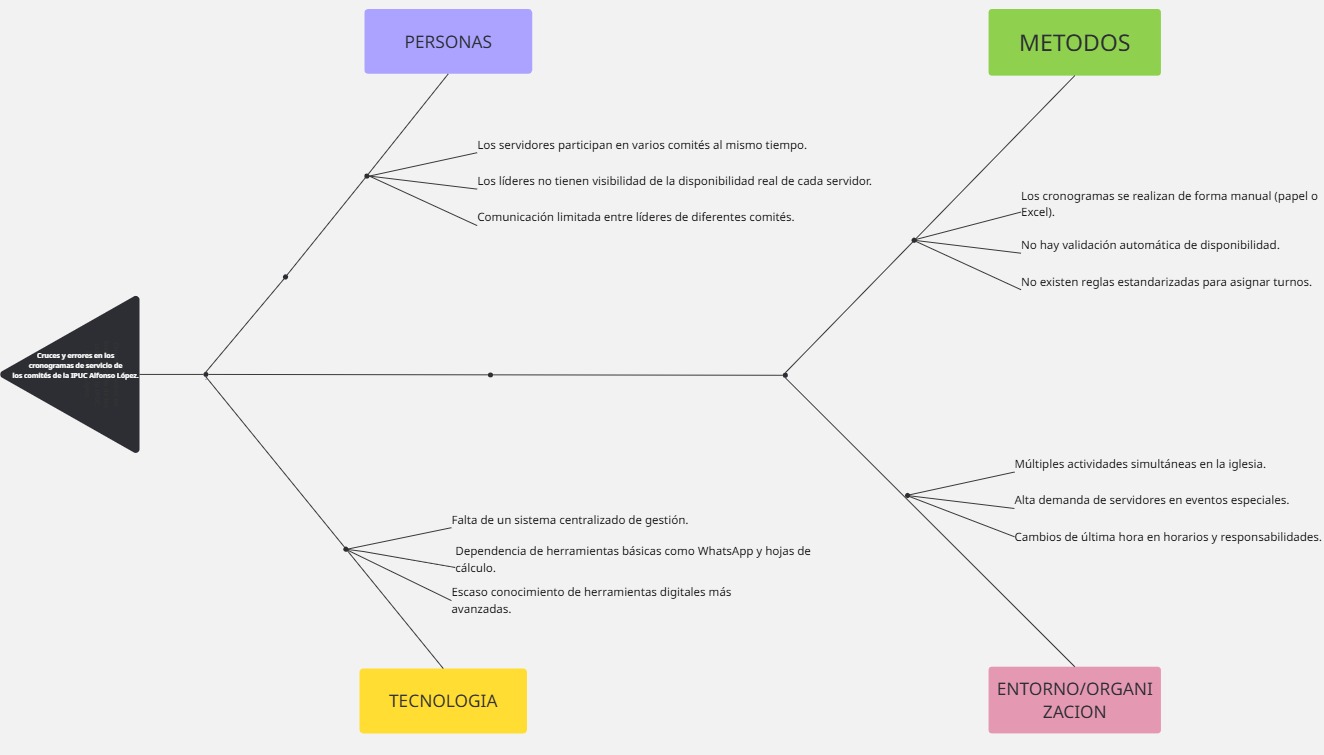 PERSONAS
METODOS
Los servidores participan en varios comités al mismo tiempo.
Los líderes no tienen visibilidad de la disponibilidad real de cada servidor.
Comunicación limitada entre líderes de diferentes comités.
Los cronogramas se realizan de forma manual (papel o
Excel).
No hay validación automática de disponibilidad.
No existen reglas estandarizadas para asignar turnos.
Cruces y errores en los
cronogramas de servicio de
los comités de la IPUC Alfonso López.
Falta de un sistema centralizado de gestión.
Dependencia de herramientas básicas como WhatsApp y hojas de
cálculo.
Escaso conocimiento de herramientas digitales más
avanzadas.
Múltiples actividades simultáneas en la iglesia.
Alta demanda de servidores en eventos especiales.
Cambios de última hora en horarios y responsabilidades.
TECNOLOGIA
ENTORNO/ORGANI
ZACION